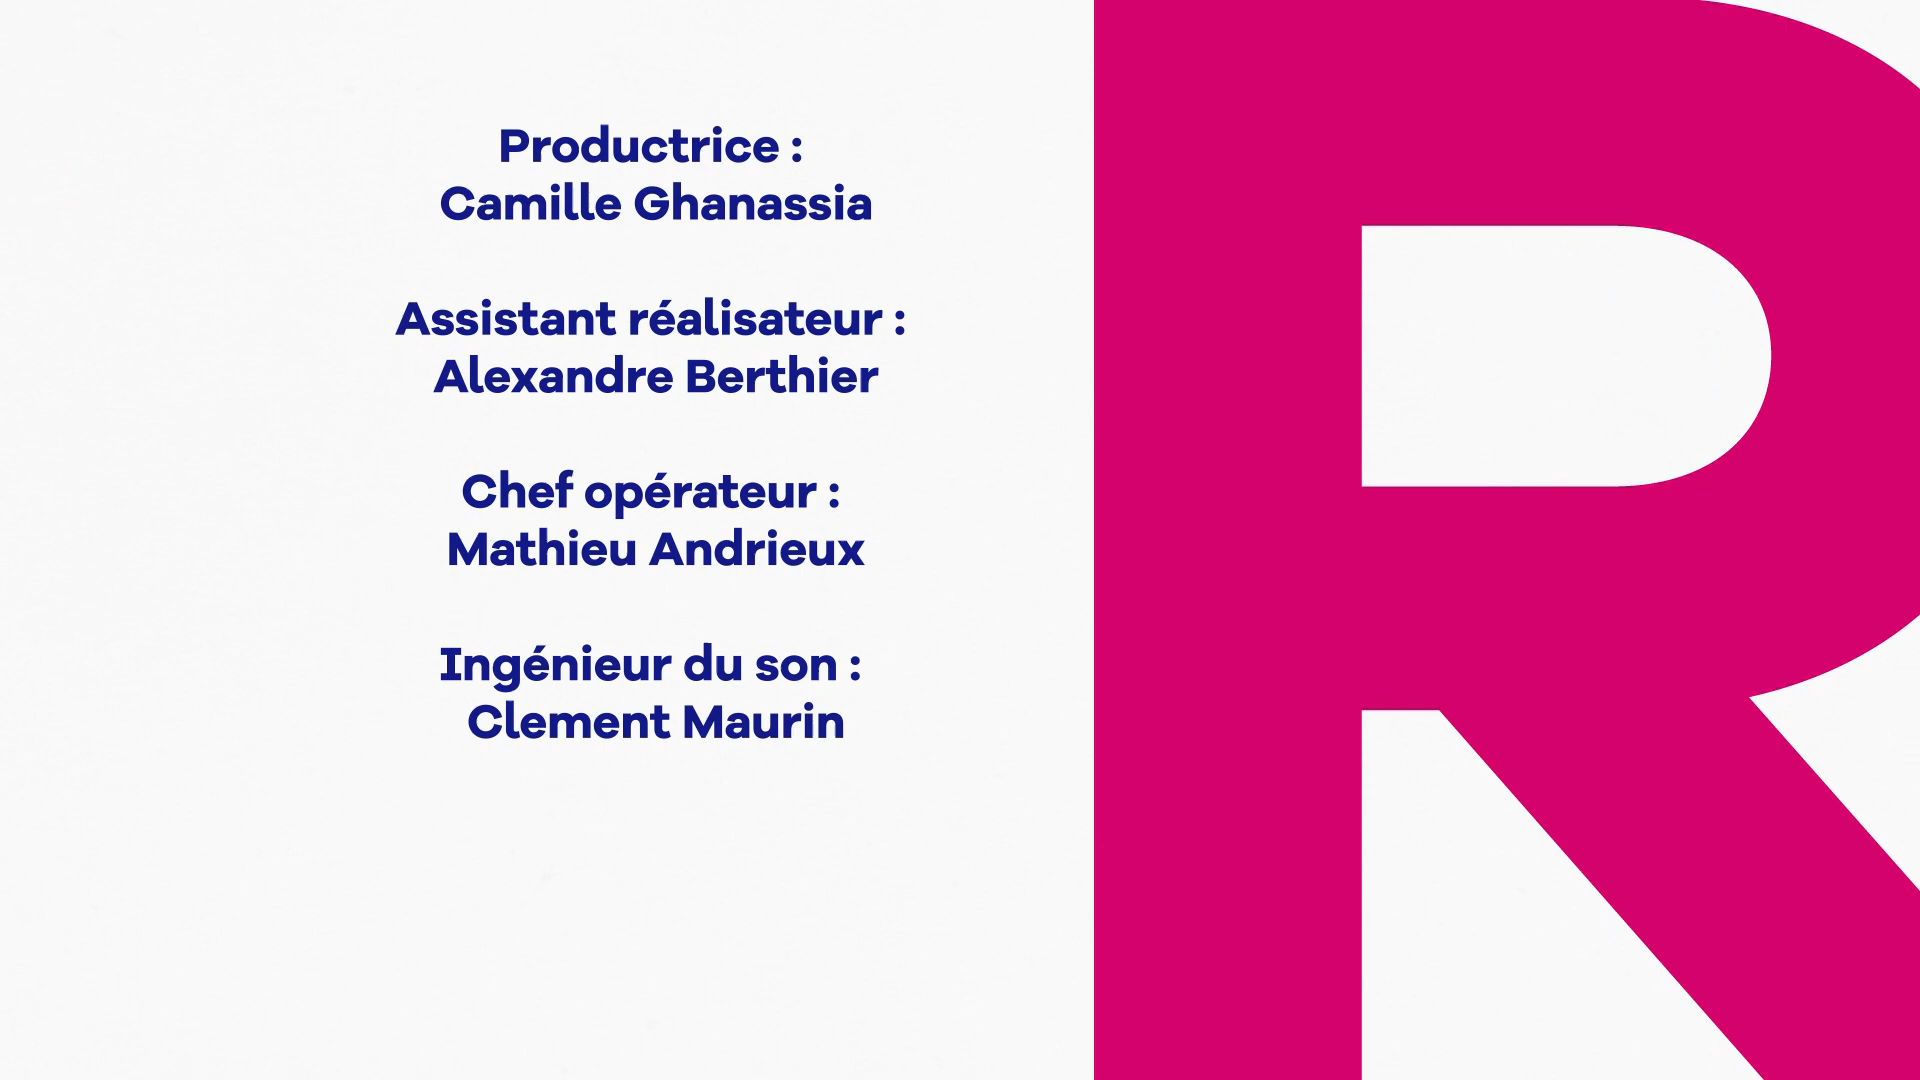 Productrice :
Camille Ghanassia
Assistant réalisateur :
Alexandre Berthier
Chef opérateur :
Mathieu Andrieux
Ingénieur du son :
Clement Maurin
R